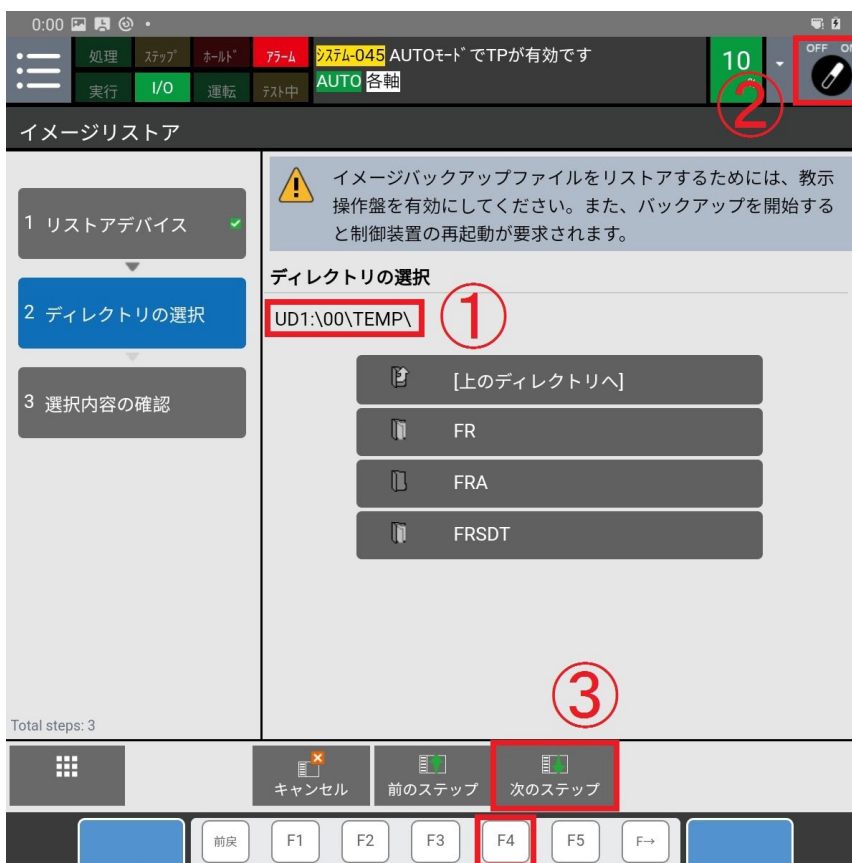 0:00
処理 ステップ ホールド アラーム システム-045 AUTOモードでTPが有効です
実行 I/O 運転 テスト中 AUTO 各軸
10
%
OFF ON
②
イメージリストア
イメージバックアップファイルをリストアするためには、教示
操作盤を有効にしてください。また、バックアップを開始する
と制御装置の再起動が要求されます。
1 リストアデバイス
2 ディレクトリの選択
3 選択内容の確認
Total steps: 3
ディレクトリの選択
UD1:\00\TEMP\
①
[上のディレクトリへ]
FR
FRA
FRSDT
③
キャンセル 前のステップ 次のステップ
前戻 F1 F2 F3 F4 F5 F→